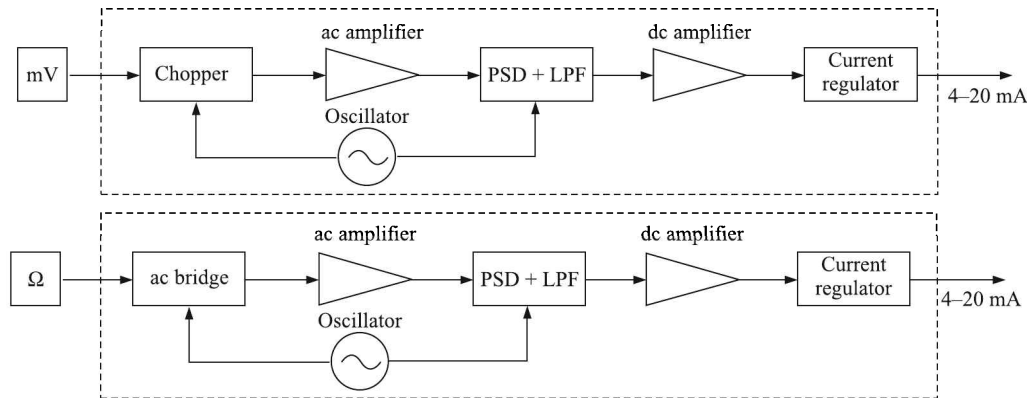 ac amplifier
dc amplifier
mV
Chopper
PSD + LPF
Current
regulator
4–20 mA
Oscillator
ac amplifier
dc amplifier
Ω
ac bridge
PSD + LPF
Current
regulator
4–20 mA
Oscillator